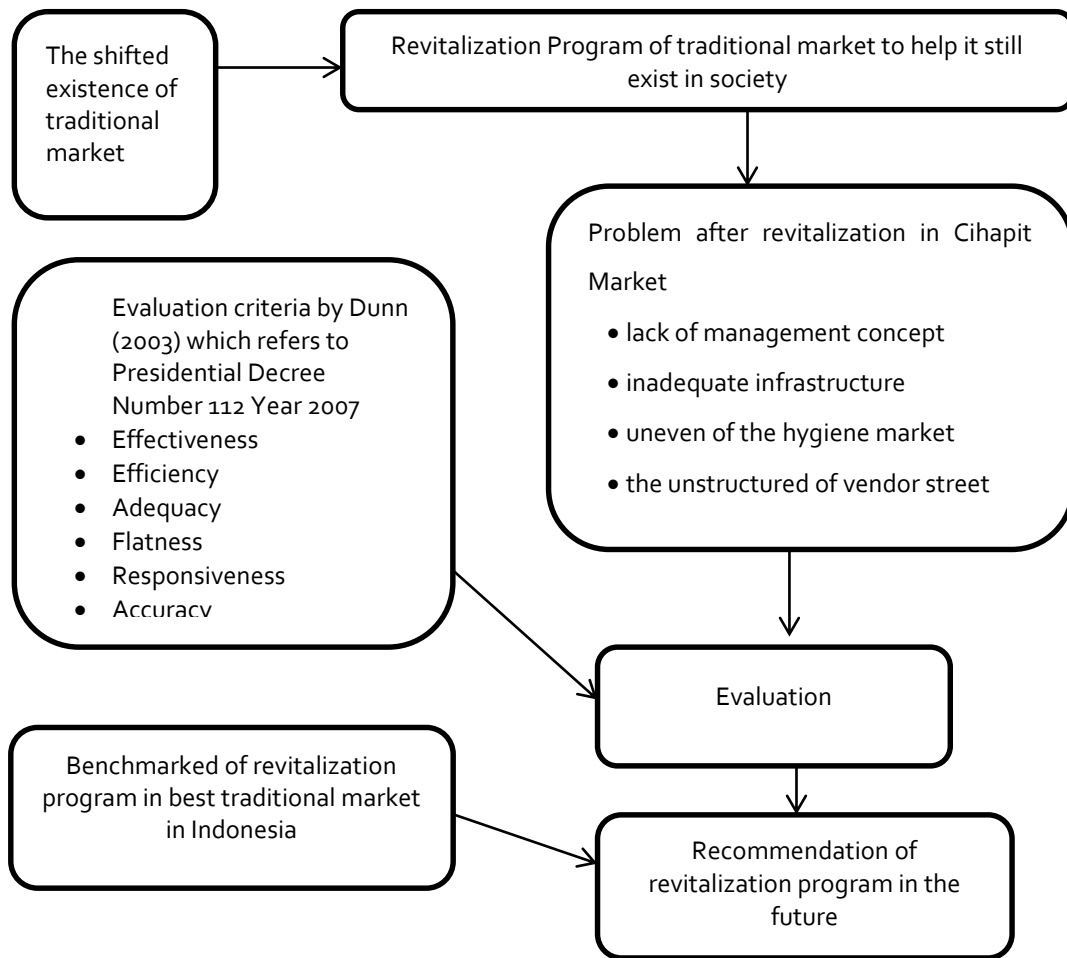 The shifted
existence of
traditional
market
Revitalization Program of traditional market to help it still
exist in society
Problem after revitalization in Cihapit
Market
• lack of management concept
• inadequate infrastructure
• uneven of the hygiene market
• the unstructured of vendor street
Evaluation criteria by Dunn
(2003) which refers to
Presidential Decree
Number 112 Year 2007
• Effectiveness
• Efficiency
• Adequacy
• Flatness
• Responsiveness
• Accuracy
Evaluation
Benchmarked of revitalization
program in best traditional market
in Indonesia
Recommendation of
revitalization program in the
future